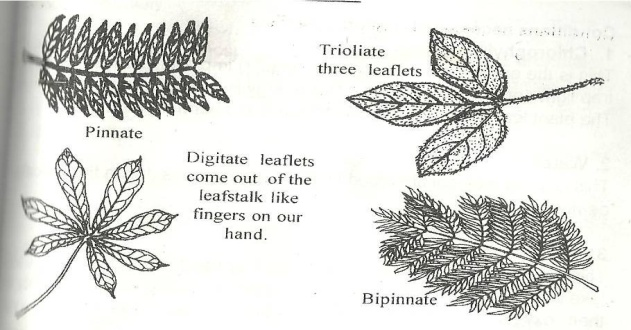 Trioliate
three leaflets
Pinnate
Digitate leaflets
come out of the
leafstalk like
fingers on our
hand.
Bipinnate